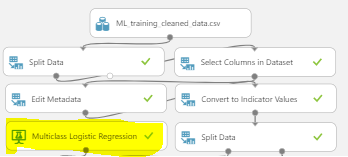 ML_training_cleaned_data.csv
Split Data
Select Columns in Dataset
Edit Metadata
Convert to Indicator Values
Multiclass Logistic Regression
Split Data